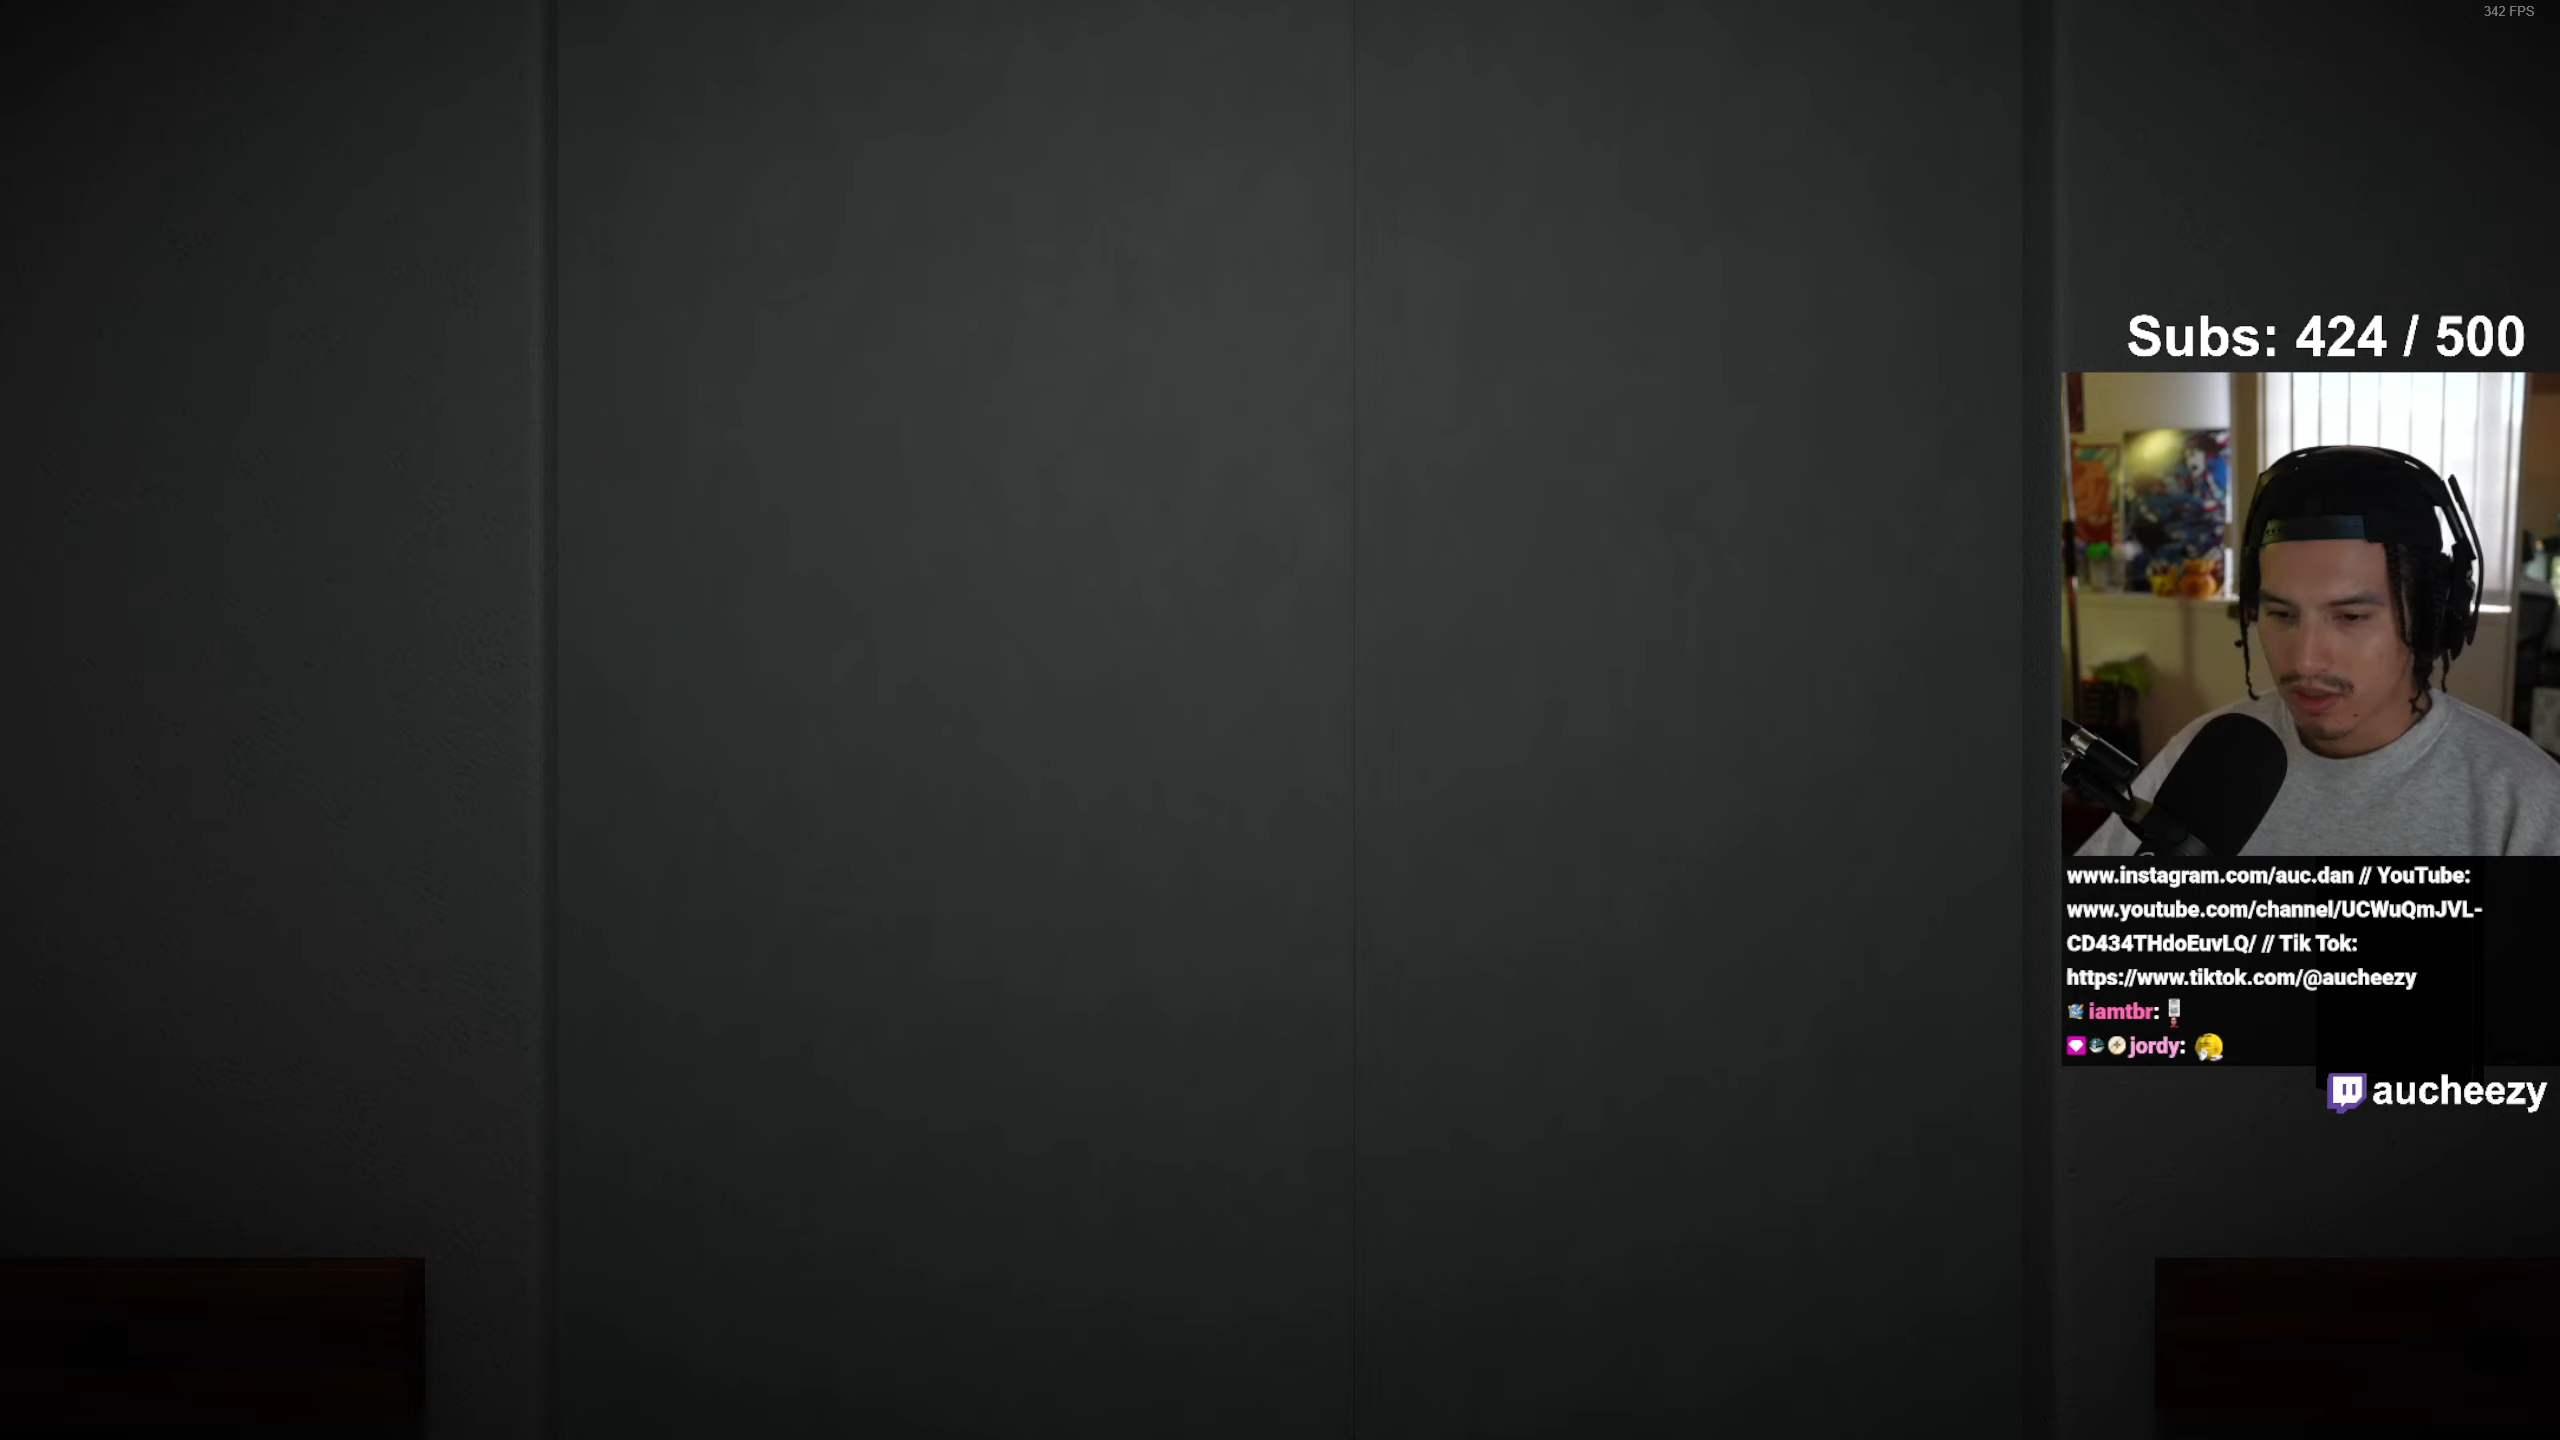 342 FPS
Subs: 424 / 500
www.instagram.com/auc.dan // YouTube:
www.youtube.com/channel/UCWuQmJVL-
CD434THdoEuvLQ/ // Tik Tok:
https://www.tiktok.com/@aucheezy
iamtbr:
jordy:
aucheezy